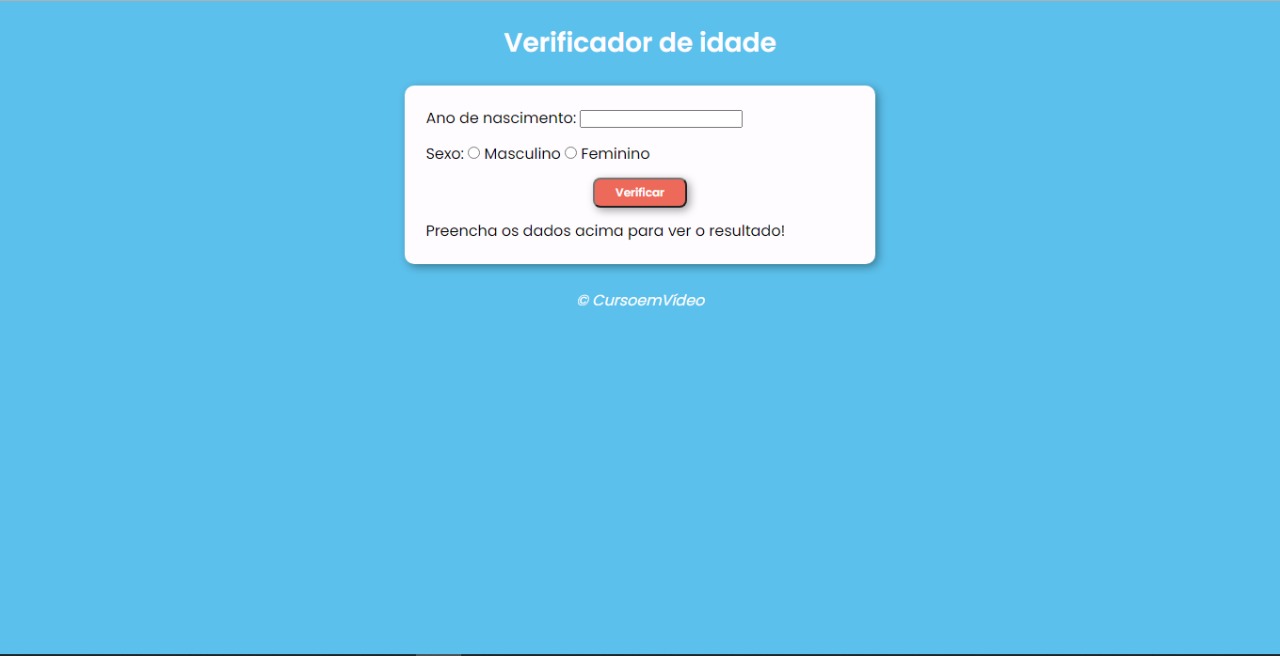 Verificador de idade
Ano de nascimento:
Sexo: Masculino Feminino
Verificar
Preencha os dados acima para ver o resultado!
© CursoemVídeo